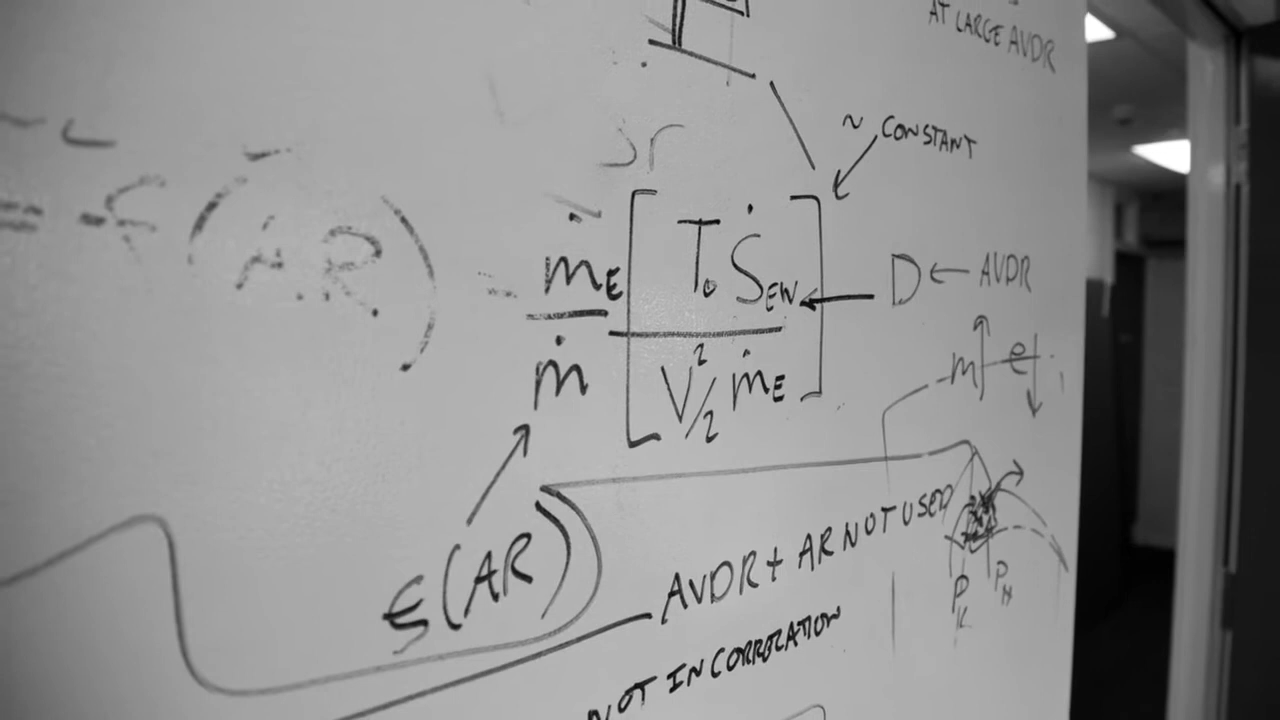 AT LARGE AVDR
~ CONSTANT
= f (AR)
ṁE / ṁ [ T₀ ṠEW / V²/2 ṁE ] ← D ← AVDR
m↑ e↓
(AR)
AVDR + AR NOT USED
PK PH
NOT IN CORRELATION